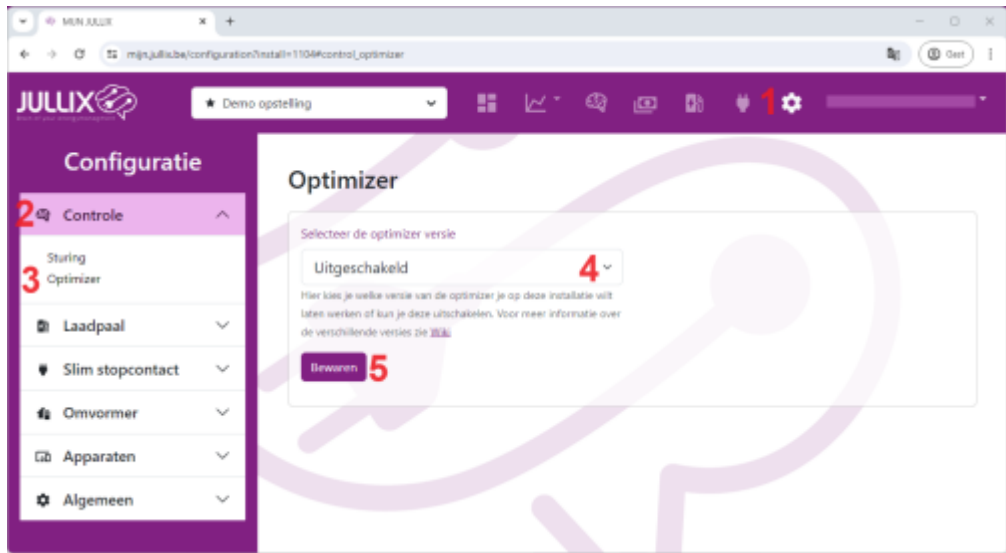 MIJN JULLIX
mijn.jullix.be/configuration?install=1104#control_optimizer
Gast
JULLIX
Demo opstelling
1
Configuratie
2 Controle
Sturing
3 Optimizer
Laadpaal
Slim stopcontact
Omvormer
Apparaten
Algemeen
Optimizer
Selecteer de optimizer versie
Uitgeschakeld 4
Hier kies je welke versie van de optimizer je op deze installatie wilt
laten werken of kun je deze uitschakelen. Voor meer informatie over
de verschillende versies zie Wiki
Bewaren 5